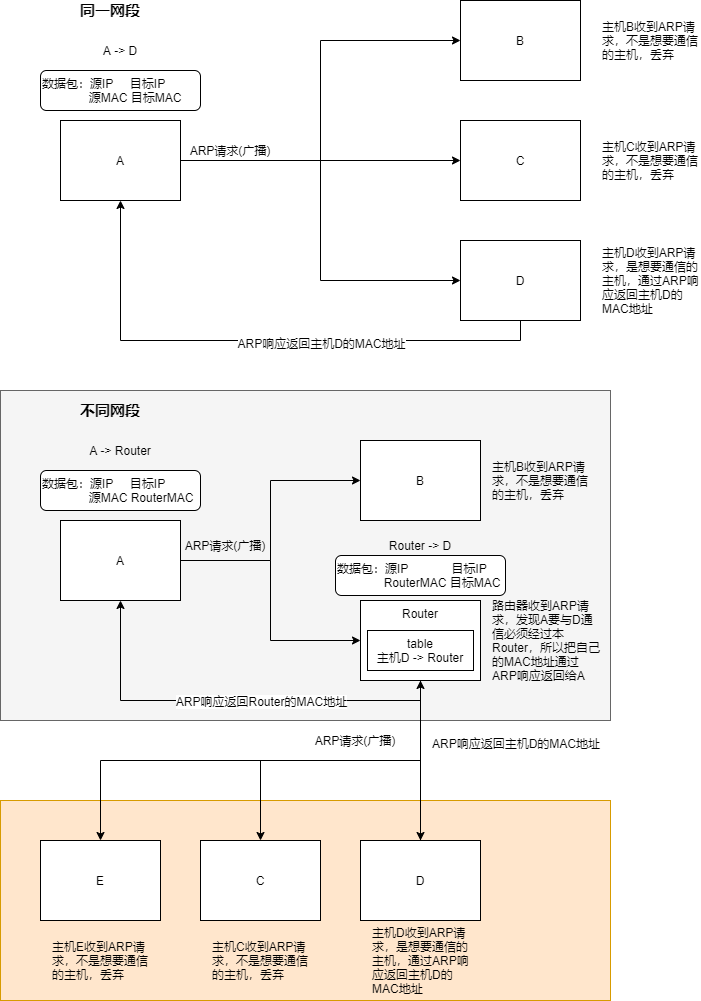 同一网段
A -> D
数据包：源IP 目标IP
源MAC 目标MAC
A
ARP请求(广播)
B
主机B收到ARP请
求，不是想要通信
的主机，丢弃
C
主机C收到ARP请
求，不是想要通信
的主机，丢弃
D
主机D收到ARP请
求，是想要通信的
主机，通过ARP响
应返回主机D的
MAC地址
ARP响应返回主机D的MAC地址
不同网段
A -> Router
数据包：源IP 目标IP
源MAC RouterMAC
A
ARP请求(广播)
B
主机B收到ARP请
求，不是想要通信
的主机，丢弃
Router -> D
数据包：源IP 目标IP
RouterMAC 目标MAC
Router
table
主机D -> Router
路由器收到ARP请
求，发现A要与D通
信必须经过本
Router，所以把自己
的MAC地址通过
ARP响应返回给A
ARP响应返回Router的MAC地址
ARP请求(广播)
ARP响应返回主机D的MAC地址
E
C
D
主机E收到ARP请
求，不是想要通信
的主机，丢弃
主机C收到ARP请
求，不是想要通信
的主机，丢弃
主机D收到ARP请
求，是想要通信的
主机，通过ARP响
应返回主机D的
MAC地址